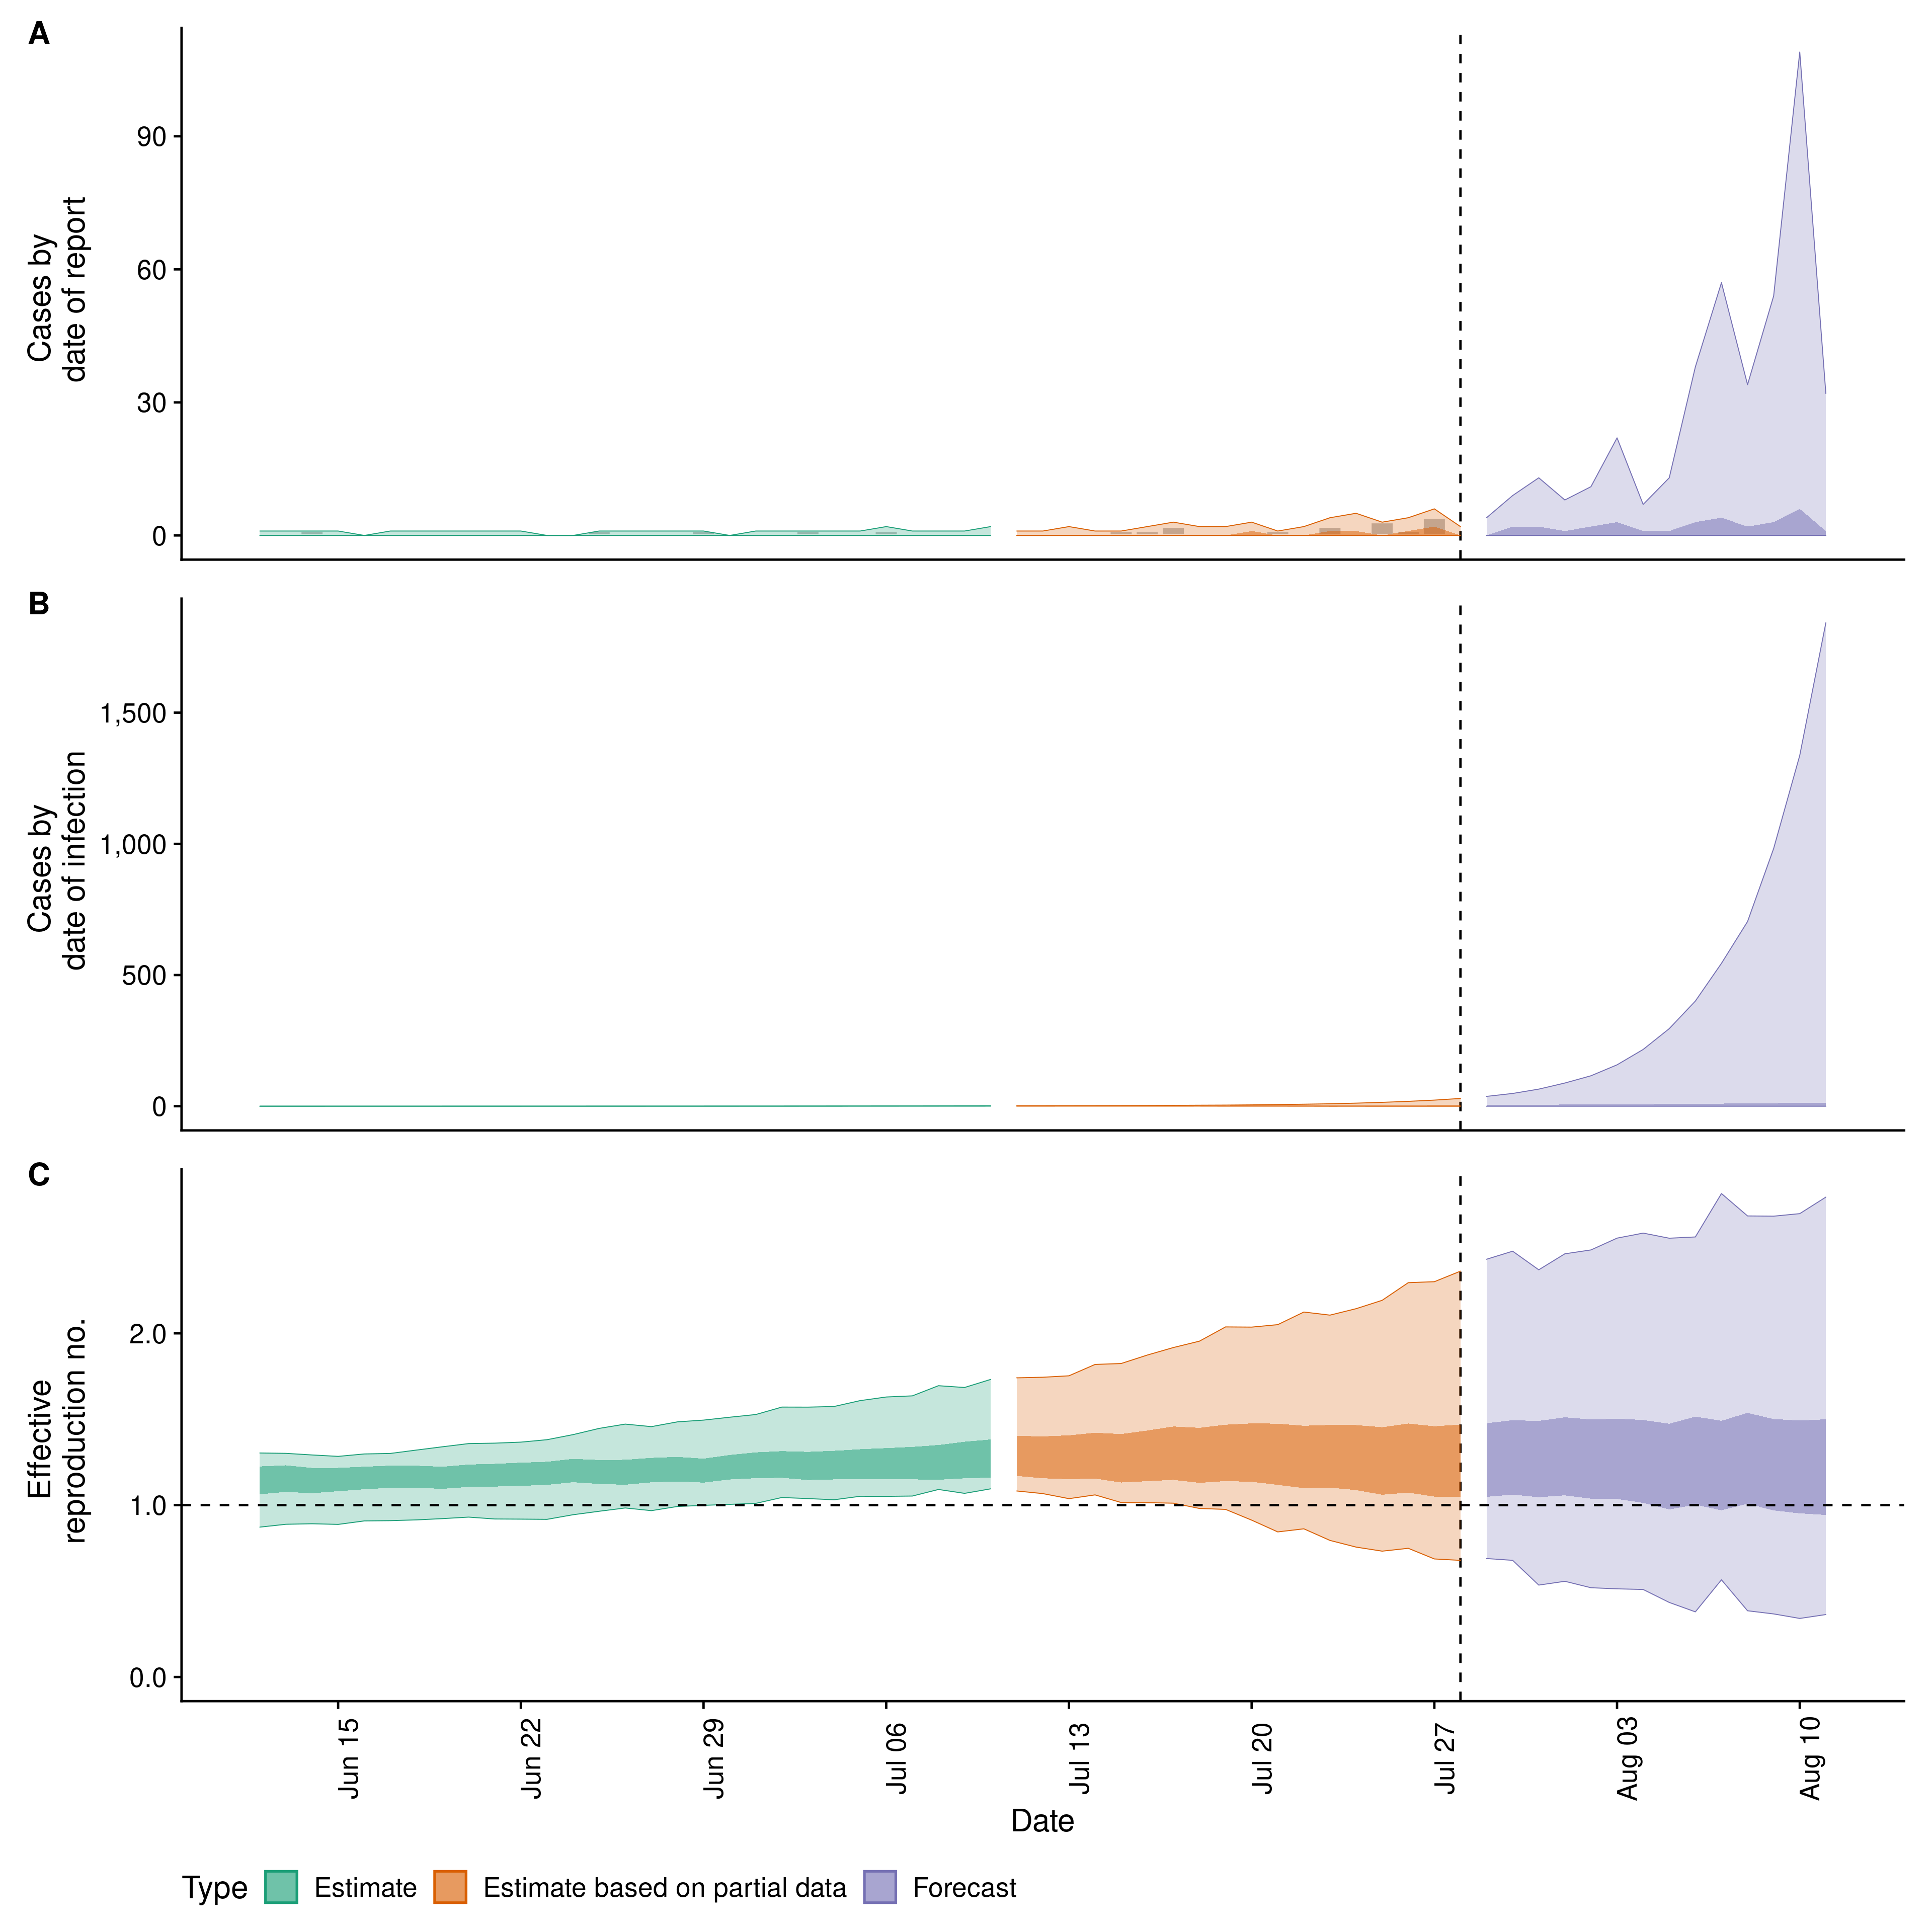 A
Cases by
date of report
90
60
30
0
B
Cases by
date of infection
1,500
1,000
500
0
C
Effective
reproduction no.
2.0
1.0
0.0
Jun 15
Jun 22
Jun 29
Jul 06
Jul 13
Jul 20
Jul 27
Aug 03
Aug 10
Date
Type Estimate Estimate based on partial data Forecast